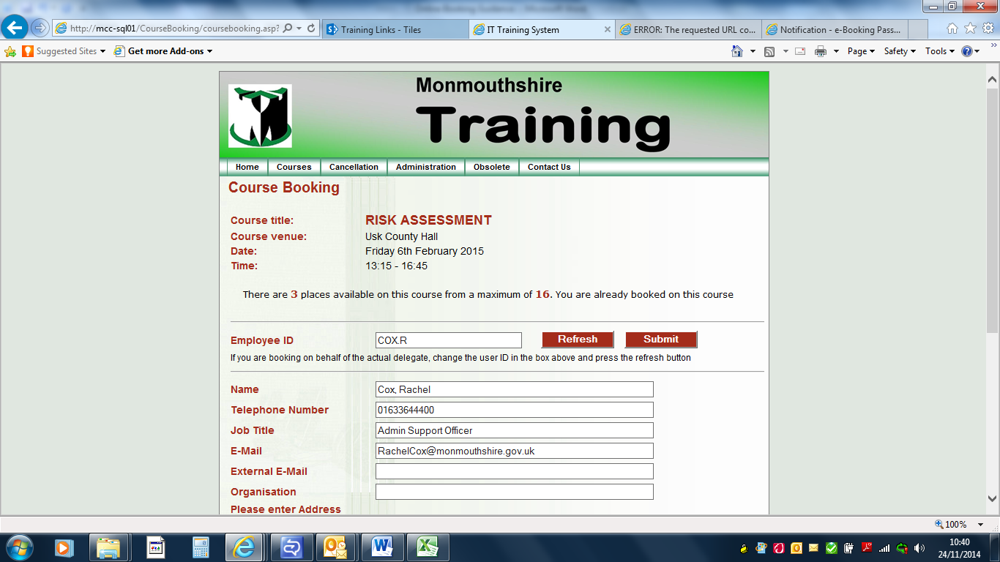 http://mcc-sql01/CourseBooking/coursebooking.asp?
Training Links - Tiles
IT Training System
ERROR: The requested URL co...
Notification - e-Booking Pass...
Suggested Sites
Get more Add-ons
Page
Safety
Tools
Monmouthshire
Training
Home
Courses
Cancellation
Administration
Obsolete
Contact Us
Course Booking
Course title: RISK ASSESSMENT
Course venue: Usk County Hall
Date: Friday 6th February 2015
Time: 13:15 - 16:45
There are 3 places available on this course from a maximum of 16. You are already booked on this course
Employee ID COX.R Refresh Submit
If you are booking on behalf of the actual delegate, change the user ID in the box above and press the refresh button
Name Cox, Rachel
Telephone Number 01633644400
Job Title Admin Support Officer
E-Mail RachelCox@monmouthshire.gov.uk
External E-Mail
Organisation
Please enter Address
100%
10:40
24/11/2014